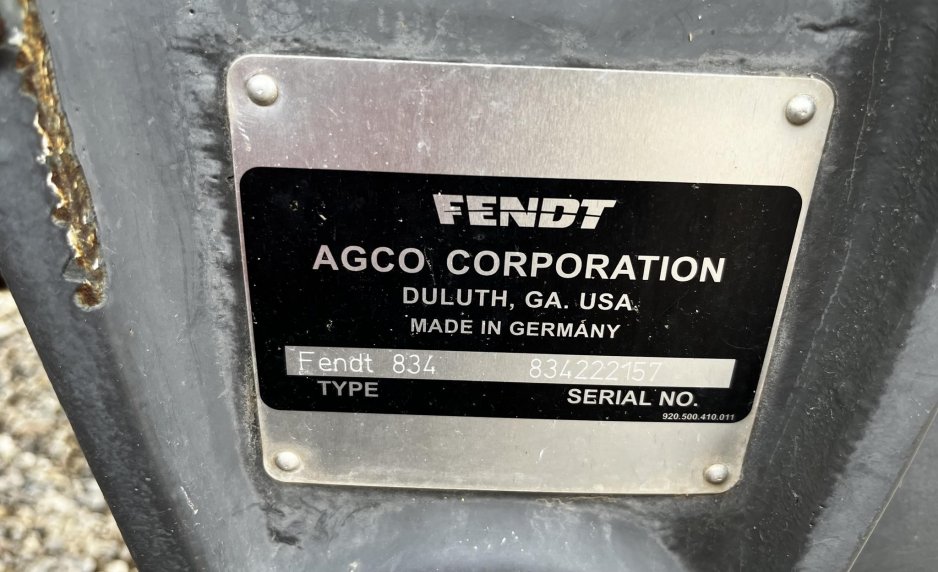 FENDT
AGCO CORPORATION
DULUTH, GA. USA
MADE IN GERMANY
Fendt 834 834222157
TYPE SERIAL NO.
920.500.410.011